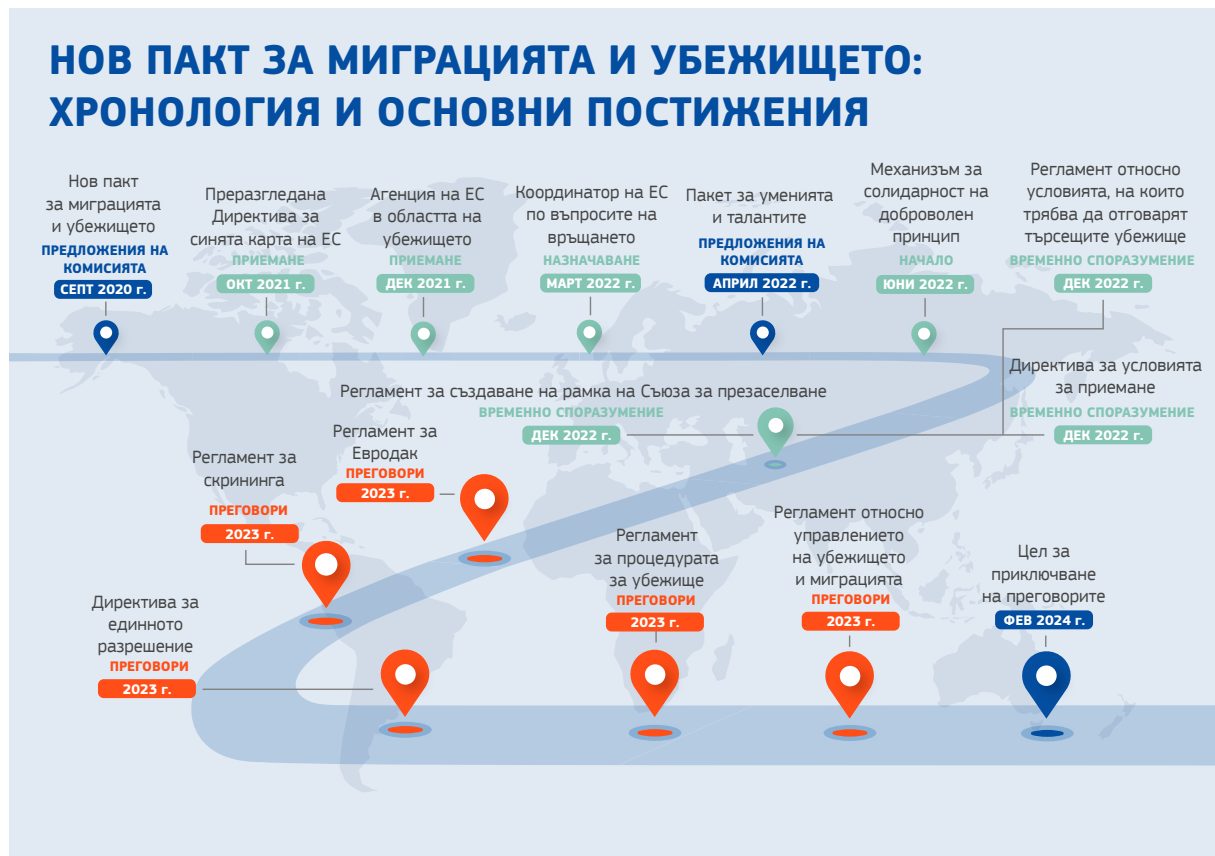 НОВ ПАКТ ЗА МИГРАЦИЯТА И УБЕЖИЩЕТО:
ХРОНОЛОГИЯ И ОСНОВНИ ПОСТИЖЕНИЯ
Нов пакт
за миграцията
и убежището
ПРЕДЛОЖЕНИЯ НА
КОМИСИЯТА
СЕПТ 2020 г.
Преразгледана
Директива за
синята карта на ЕС
ПРИЕМАНЕ
ОКТ 2021 г.
Агенция на ЕС
в областта на
убежището
ПРИЕМАНЕ
ДЕК 2021 г.
Координатор на ЕС
по въпросите на
връщането
НАЗНАЧАВАНЕ
МАРТ 2022 г.
Пакет за уменията
и талантите
ПРЕДЛОЖЕНИЯ НА
КОМИСИЯТА
АПРИЛ 2022 г.
Механизъм за
солидарност на
доброволен
принцип
НАЧАЛО
ЮНИ 2022 г.
Регламент относно
условията, на които
трябва да отговарят
търсещите убежище
ВРЕМЕННО СПОРАЗУМЕНИЕ
ДЕК 2022 г.
Директива за условията
за приемане
ВРЕМЕННО СПОРАЗУМЕНИЕ
ДЕК 2022 г.
Регламент за създаване на рамка на Съюза за презаселване
ВРЕМЕННО СПОРАЗУМЕНИЕ
ДЕК 2022 г.
Регламент за
Евродак
ПРЕГОВОРИ
2023 г.
Регламент за
скрининга
ПРЕГОВОРИ
2023 г.
Директива за
единното
разрешение
ПРЕГОВОРИ
2023 г.
Регламент
за процедурата
за убежище
ПРЕГОВОРИ
2023 г.
Регламент относно
управлението
на убежището
и миграцията
ПРЕГОВОРИ
2023 г.
Цел за
приключване
на преговорите
ФЕВ 2024 г.